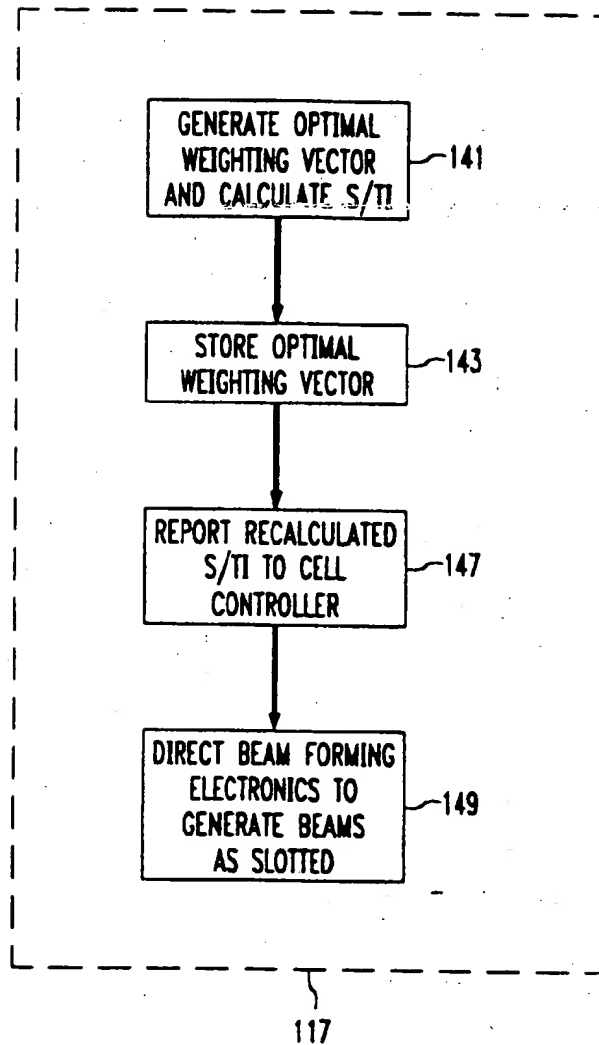 GENERATE OPTIMAL
WEIGHTING VECTOR
AND CALCULATE S/TI
141
STORE OPTIMAL
WEIGHTING VECTOR
143
REPORT RECALCULATED
S/TI TO CELL
CONTROLLER
147
DIRECT BEAM FORMING
ELECTRONICS TO
GENERATE BEAMS
AS SLOTTED
149
117